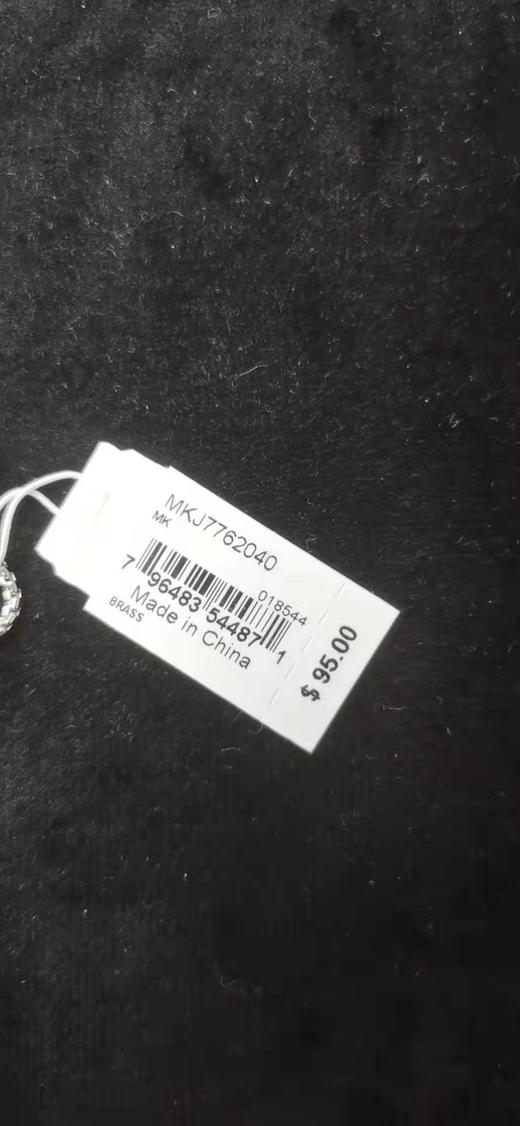 MKJ7762040
MK
018544
7 96483 54487 1
Made in China
BRASS
$ 95.00